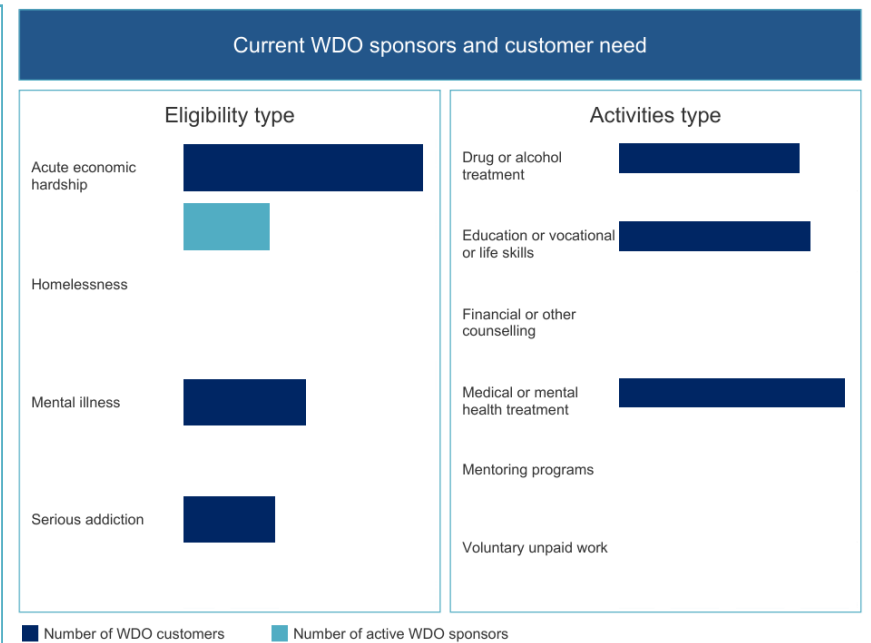 Current WDO sponsors and customer need
Eligibility type
Acute economic
hardship
Homelessness
Mental illness
Serious addiction
Activities type
Drug or alcohol
treatment
Education or vocational
or life skills
Financial or other
counselling
Medical or mental
health treatment
Mentoring programs
Voluntary unpaid work
Number of WDO customers
Number of active WDO sponsors